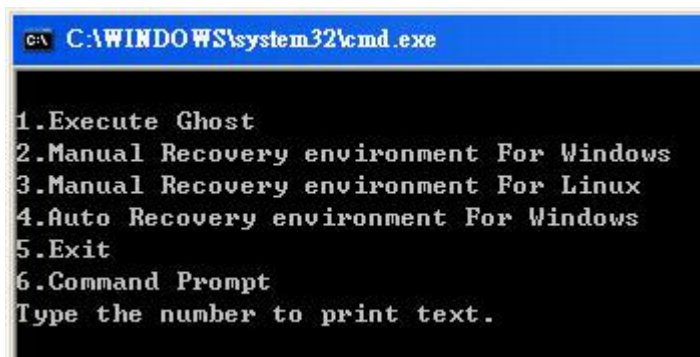 C:\WINDOWS\system32\cmd.exe
1.Execute Ghost
2.Manual Recovery environment For Windows
3.Manual Recovery environment For Linux
4.Auto Recovery environment For Windows
5.Exit
6.Command Prompt
Type the number to print text.